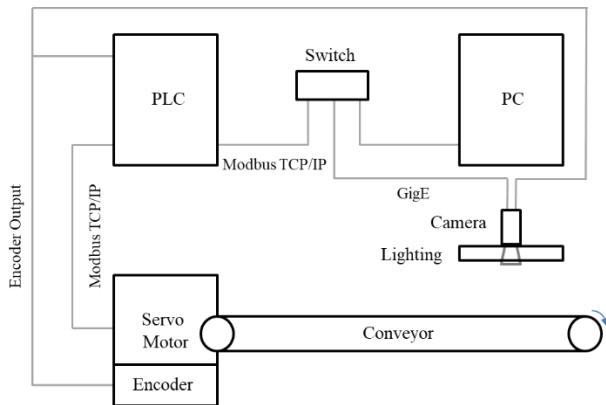 Switch
PLC
PC
Modbus TCP/IP
GigE
Camera
Lighting
Encoder Output
Modbus TCP/IP
Servo
Motor
Conveyor
Encoder